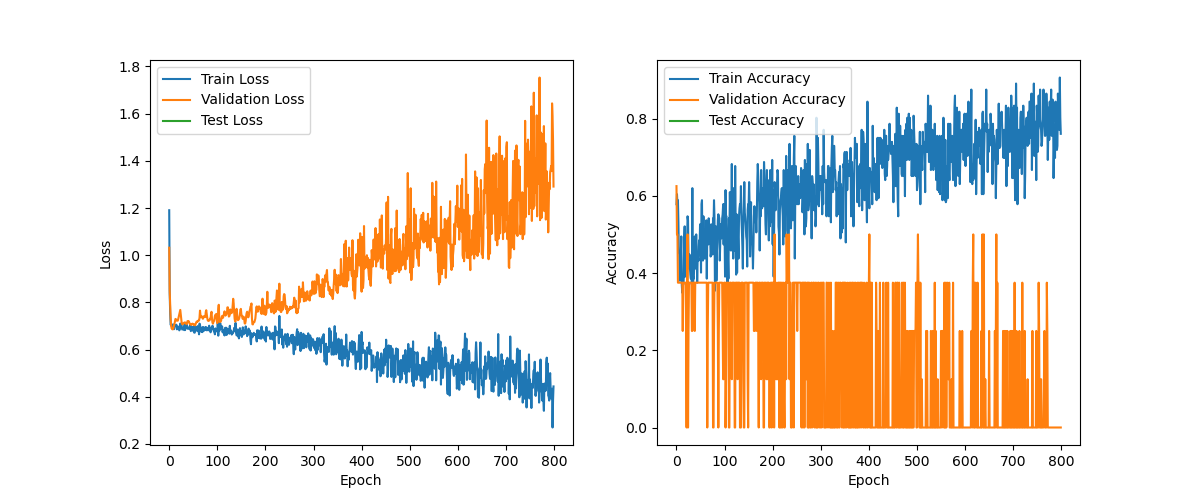 Train Loss
Validation Loss
Test Loss
1.8
1.6
1.4
1.2
1.0
0.8
0.6
0.4
0.2
Loss
0 100 200 300 400 500 600 700 800
Epoch
Train Accuracy
Validation Accuracy
Test Accuracy
0.8
0.6
0.4
0.2
0.0
Accuracy
0 100 200 300 400 500 600 700 800
Epoch